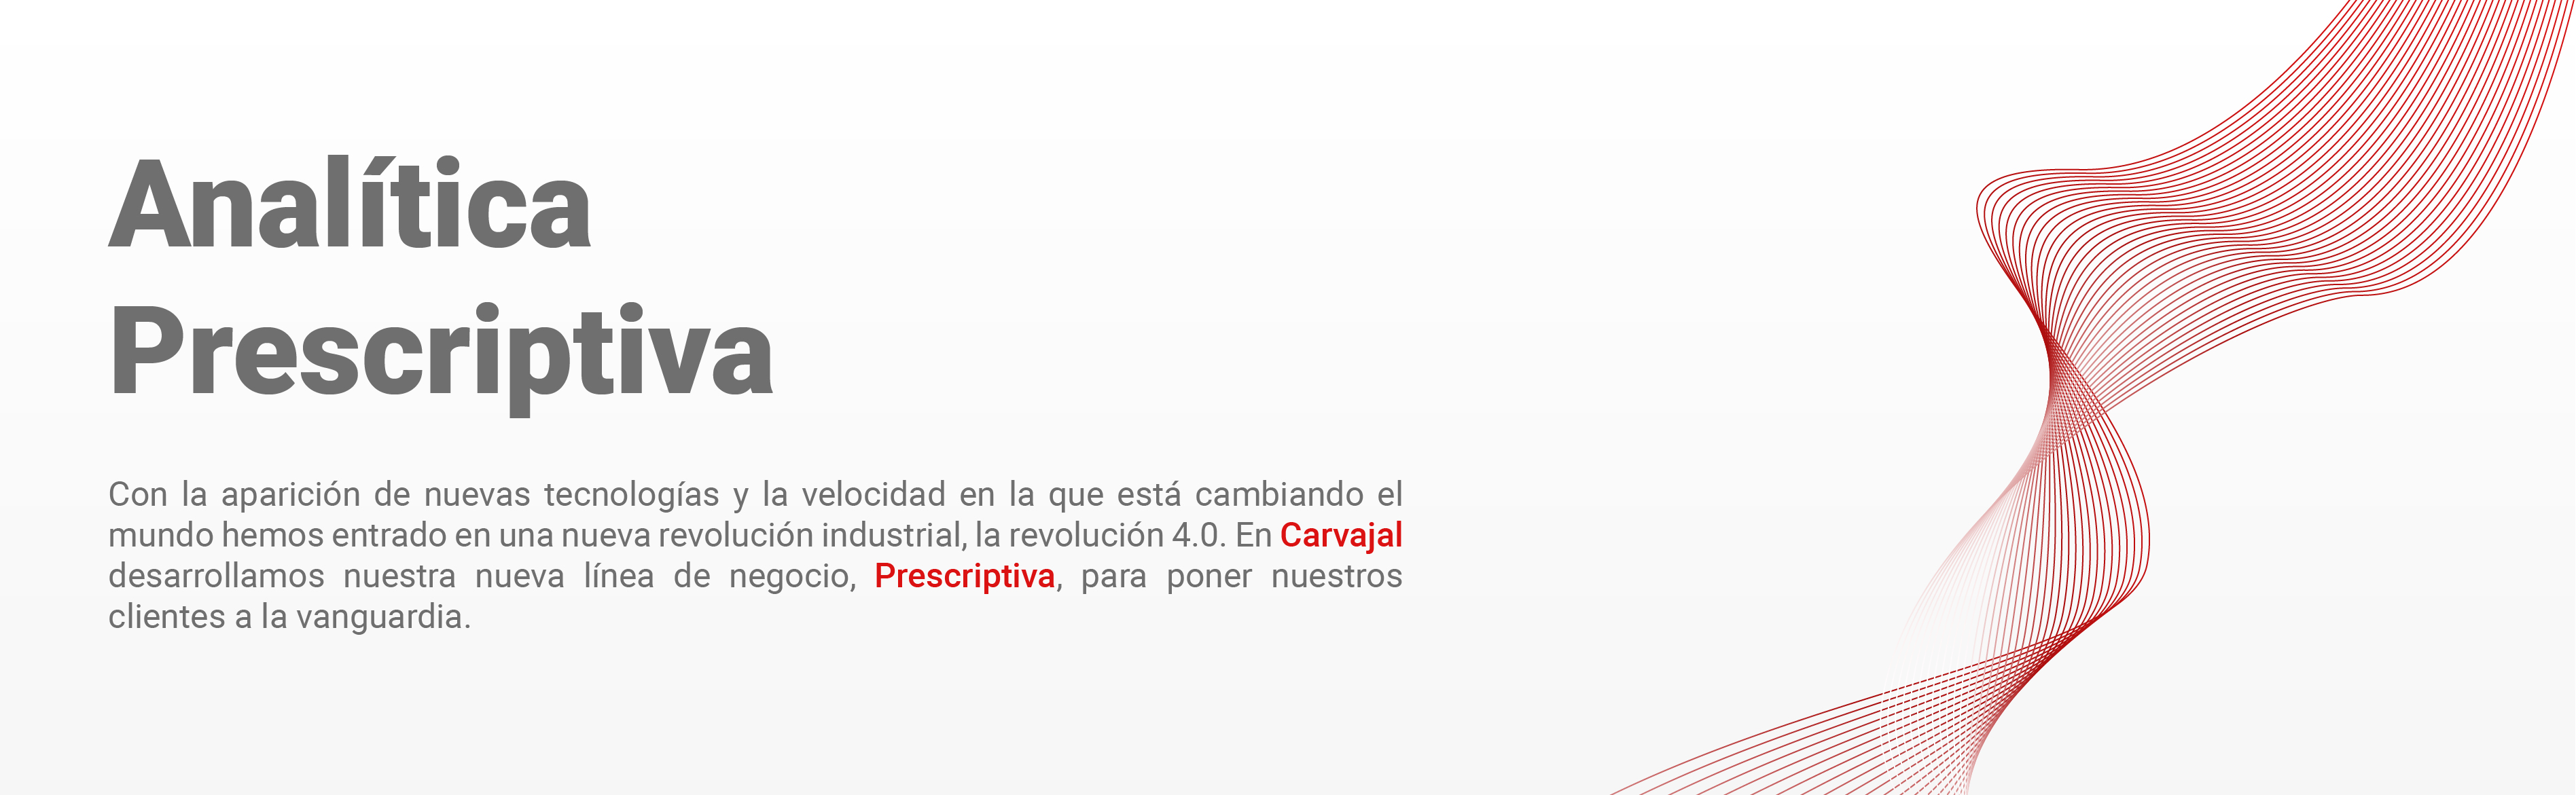 Analítica
Prescriptiva
Con la aparición de nuevas tecnologías y la velocidad en la que está cambiando el
mundo hemos entrado en una nueva revolución industrial, la revolución 4.0. En Carvajal
desarrollamos nuestra nueva línea de negocio, Prescriptiva, para poner nuestros
clientes a la vanguardia.